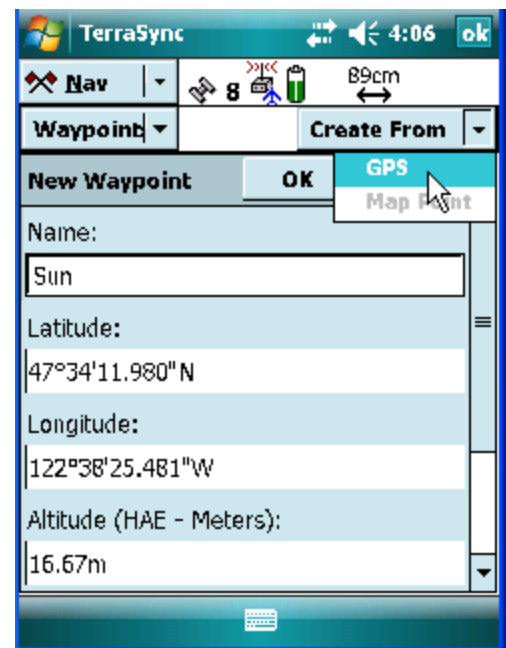 TerraSync 4:06 ok
Nav 8 89cm
Waypoint Create From
New Waypoint OK GPS
Map Point
Name:
Sun
Latitude:
47°34'11.980"N
Longitude:
122°38'25.481"W
Altitude (HAE - Meters):
16.67m